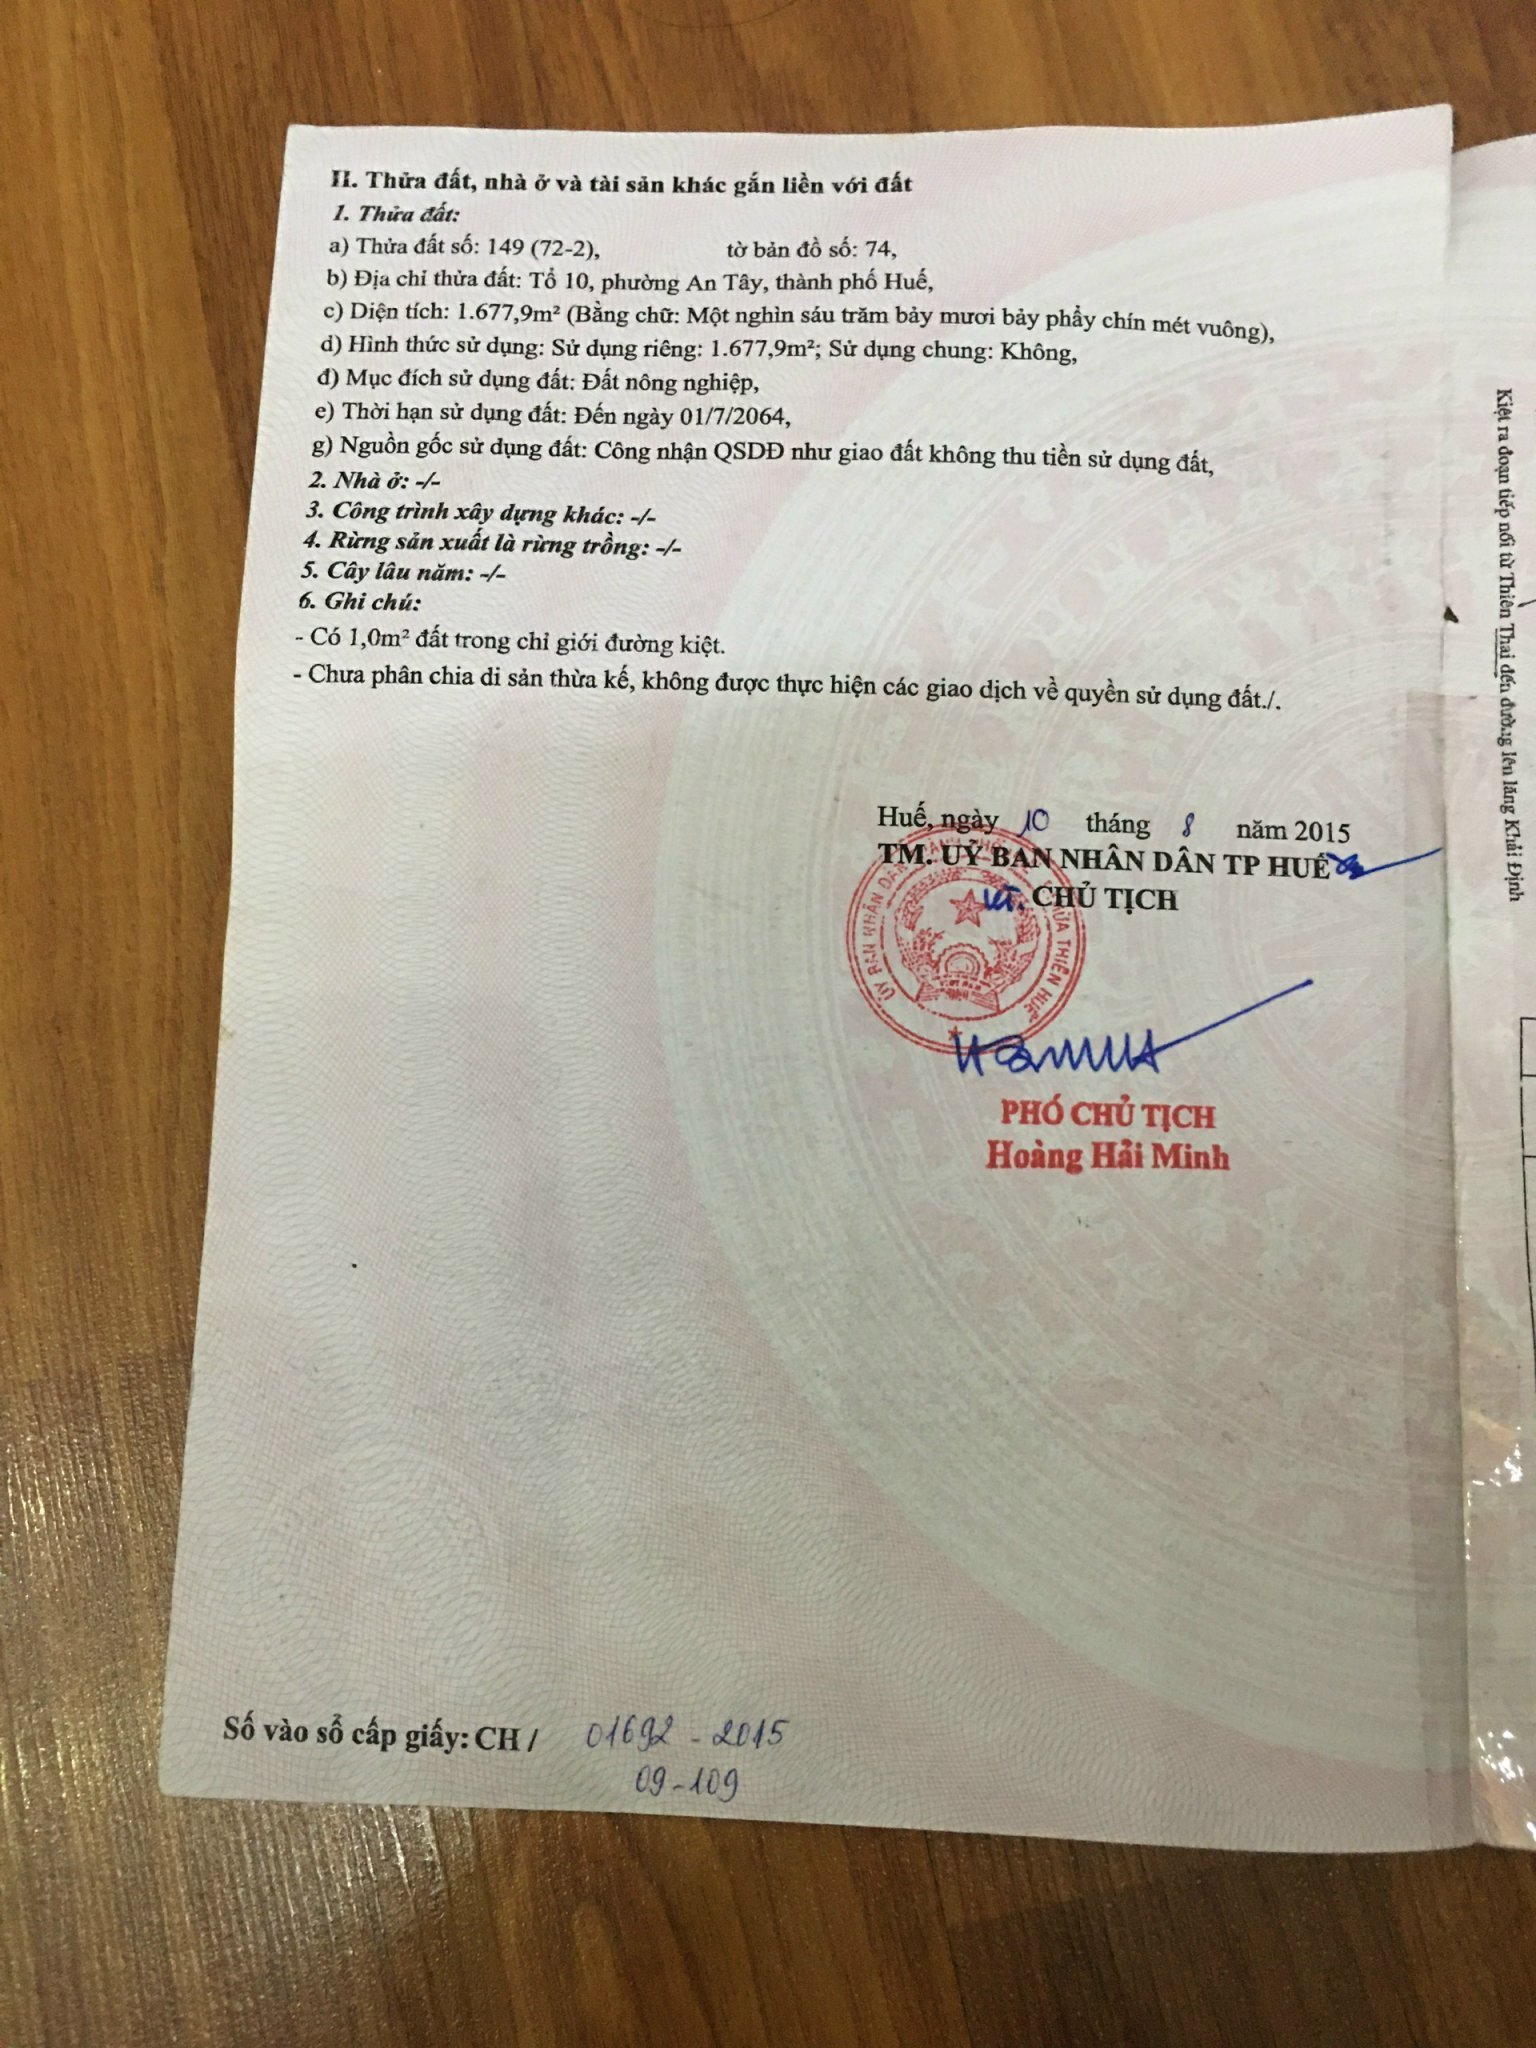 II. Thửa đất, nhà ở và tài sản khác gắn liền với đất
1. Thửa đất:
a) Thửa đất số: 149 (72-2), tờ bản đồ số: 74,
b) Địa chỉ thửa đất: Tổ 10, phường An Tây, thành phố Huế,
c) Diện tích: 1.677,9m² (Bằng chữ: Một nghìn sáu trăm bảy mươi bảy phẩy chín mét vuông),
d) Hình thức sử dụng: Sử dụng riêng: 1.677,9m²; Sử dụng chung: Không,
đ) Mục đích sử dụng đất: Đất nông nghiệp,
e) Thời hạn sử dụng đất: Đến ngày 01/7/2064,
g) Nguồn gốc sử dụng đất: Công nhận QSDĐ như giao đất không thu tiền sử dụng đất,
2. Nhà ở: -/-
3. Công trình xây dựng khác: -/-
4. Rừng sản xuất là rừng trồng: -/-
5. Cây lâu năm: -/-
6. Ghi chú:
- Có 1,0m² đất trong chỉ giới đường kiệt.
- Chưa phân chia di sản thừa kế, không được thực hiện các giao dịch về quyền sử dụng đất./.
Huế, ngày 10 tháng 8 năm 2015
TM. UỶ BAN NHÂN DÂN TP HUẾ
KT. CHỦ TỊCH
ỦY BAN NHÂN DÂN THỪA THIÊN HUẾ
PHÓ CHỦ TỊCH
Hoàng Hải Minh
Số vào sổ cấp giấy: CH / 01692 - 2015
09-109
Kiệt ra đoạn tiếp nối từ Thiên Thai đến đường lên lăng Khải Định